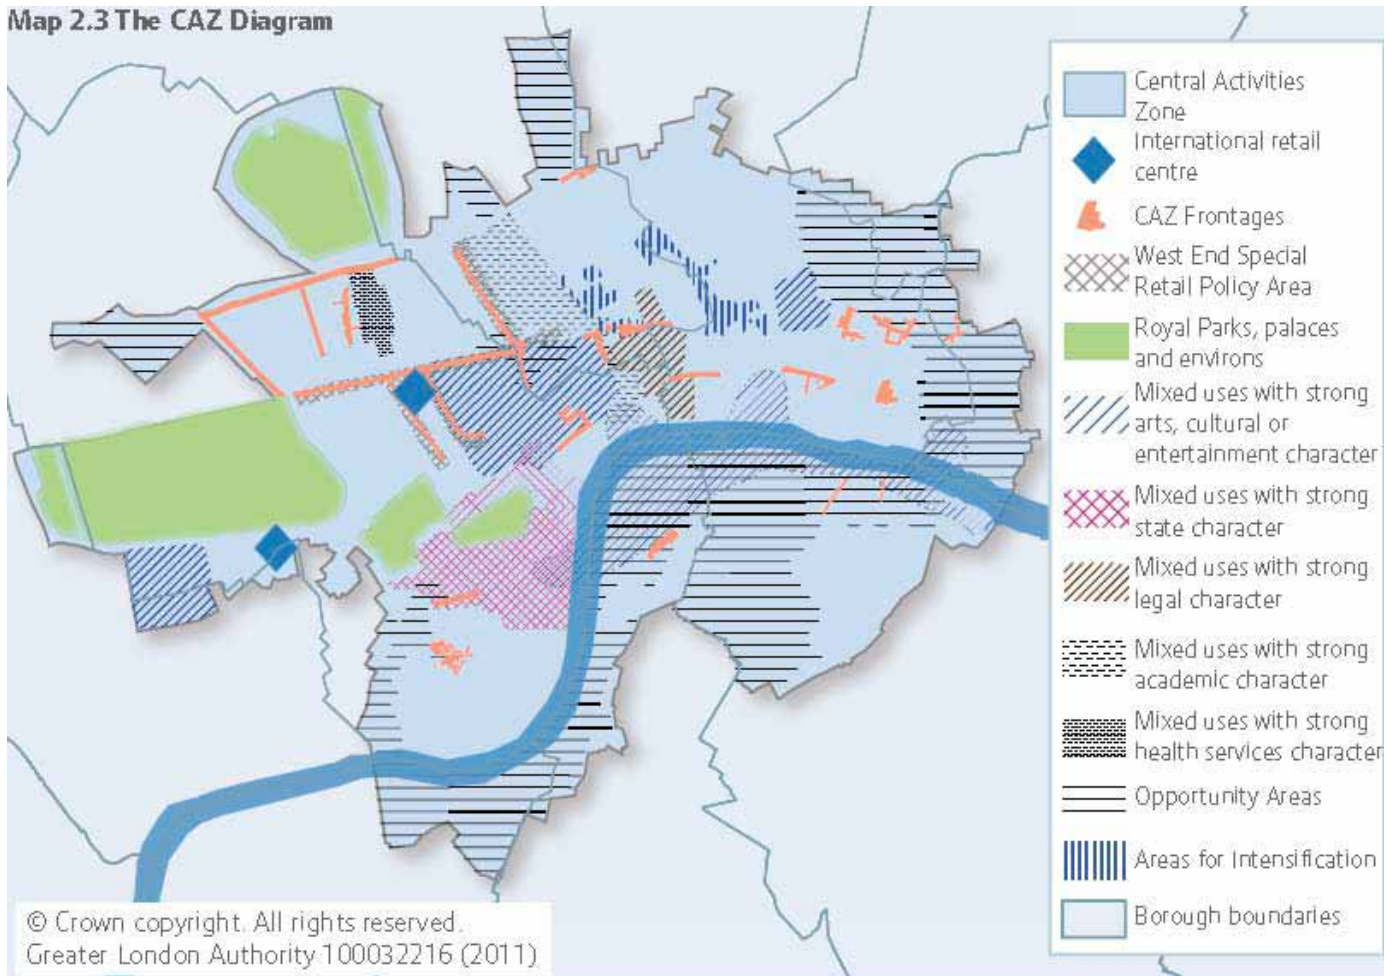 Map 2.3 The CAZ Diagram
Central Activities
Zone
International retail
centre
CAZ Frontages
West End Special
Retail Policy Area
Royal Parks, palaces
and environs
Mixed uses with strong
arts, cultural or
entertainment character
Mixed uses with strong
state character
Mixed uses with strong
legal character
Mixed uses with strong
academic character
Mixed uses with strong
health services character
Opportunity Areas
Areas for Intensification
Borough boundaries
© Crown copyright. All rights reserved.
Greater London Authority 100032216 (2011)